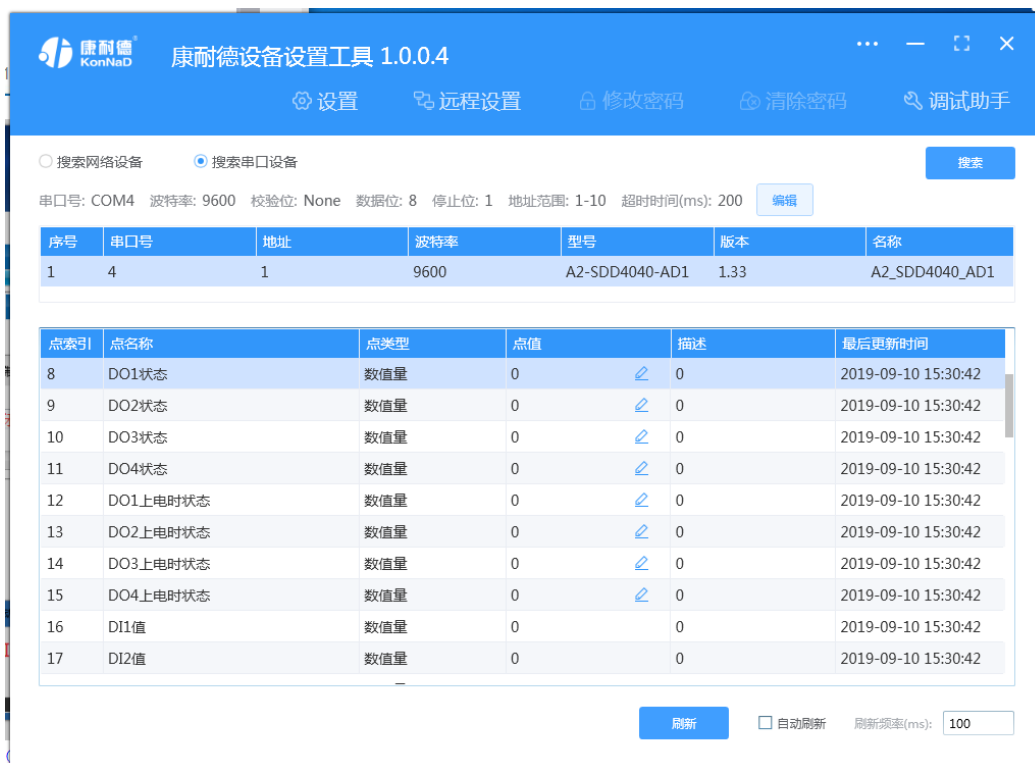 康耐德
KonNaD
康耐德设备设置工具 1.0.0.4
设置 远程设置 修改密码 清除密码 调试助手
搜索网络设备 搜索串口设备 搜索
串口号: COM4 波特率: 9600 校验位: None 数据位: 8 停止位: 1 地址范围: 1-10 超时时间(ms): 200 编辑
序号 串口号 地址 波特率 型号 版本 名称
1 4 1 9600 A2-SDD4040-AD1 1.33 A2_SDD4040_AD1
点索引 点名称 点类型 点值 描述 最后更新时间
8 DO1状态 数值量 0 0 2019-09-10 15:30:42
9 DO2状态 数值量 0 0 2019-09-10 15:30:42
10 DO3状态 数值量 0 0 2019-09-10 15:30:42
11 DO4状态 数值量 0 0 2019-09-10 15:30:42
12 DO1上电时状态 数值量 0 0 2019-09-10 15:30:42
13 DO2上电时状态 数值量 0 0 2019-09-10 15:30:42
14 DO3上电时状态 数值量 0 0 2019-09-10 15:30:42
15 DO4上电时状态 数值量 0 0 2019-09-10 15:30:42
16 DI1值 数值量 0 0 2019-09-10 15:30:42
17 DI2值 数值量 0 0 2019-09-10 15:30:42
刷新 自动刷新 刷新频率(ms): 100